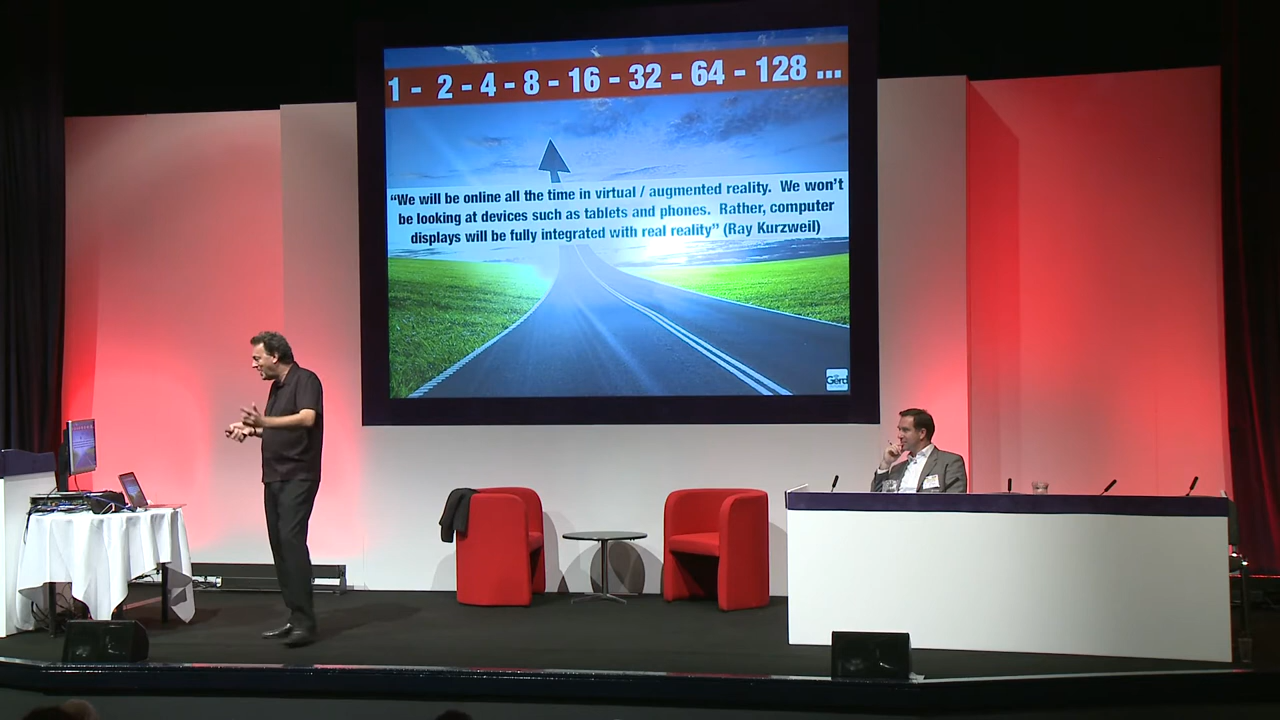 1 - 2 - 4 - 8 - 16 - 32 - 64 - 128 ...
“We will be online all the time in virtual / augmented reality. We won’t
be looking at devices such as tablets and phones. Rather, computer
displays will be fully integrated with real reality” (Ray Kurzweil)
Gerd